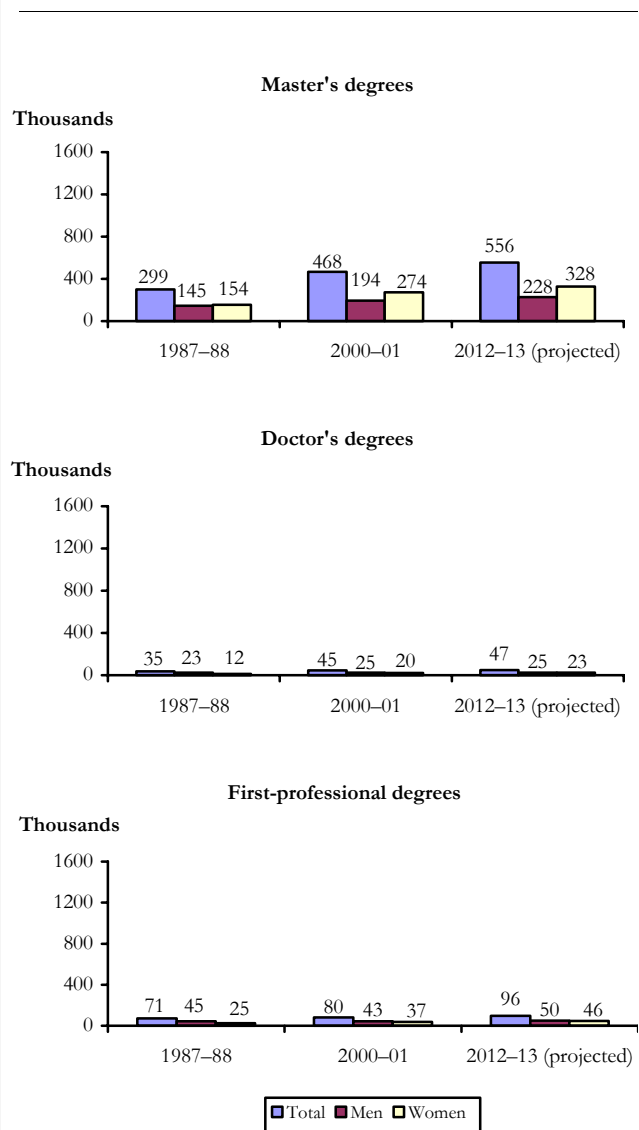 Master's degrees
Thousands
1600
1200
800
400
0
299 145 154
468 194 274
556 228 328
1987–88 2000–01 2012–13 (projected)
Doctor's degrees
Thousands
1600
1200
800
400
0
35 23 12
45 25 20
47 25 23
1987–88 2000–01 2012–13 (projected)
First-professional degrees
Thousands
1600
1200
800
400
0
71 45 25
80 43 37
96 50 46
1987–88 2000–01 2012–13 (projected)
Total Men Women